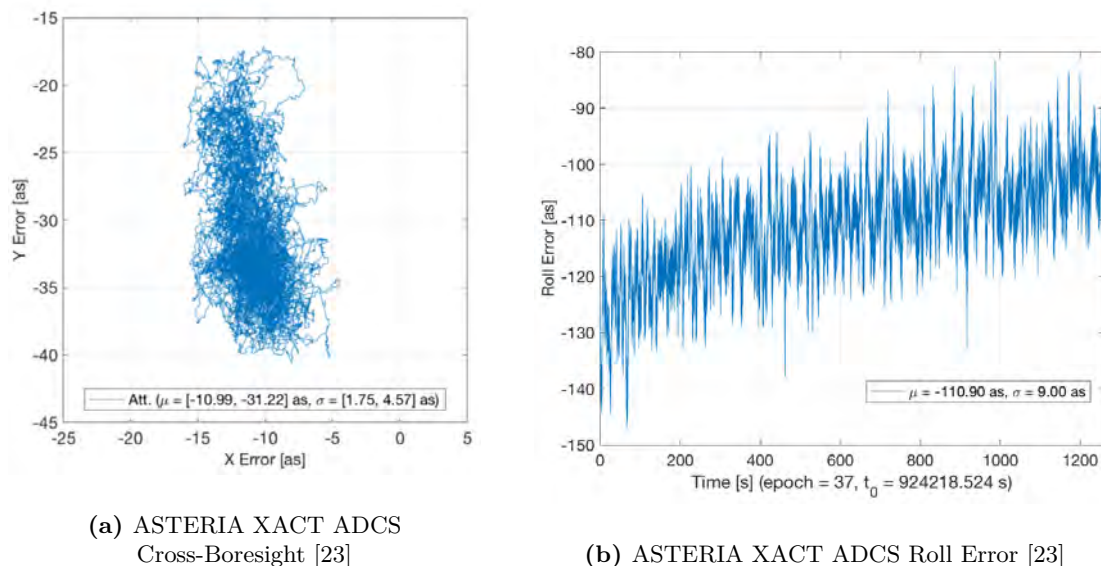 -15
-20
-25
-30
-35
-40
-45
Y Error [as]
Att. (μ = [-10.99, -31.22] as, σ = [1.75, 4.57] as)
-25 -20 -15 -10 -5 0 5
X Error [as]
(a) ASTERIA XACT ADCS
Cross-Boresight [23]
-80
-90
-100
-110
-120
-130
-140
-150
Roll Error [as]
μ = -110.90 as, σ = 9.00 as
0 200 400 600 800 1000 1200
Time [s] (epoch = 37, t0 = 924218.524 s)
(b) ASTERIA XACT ADCS Roll Error [23]